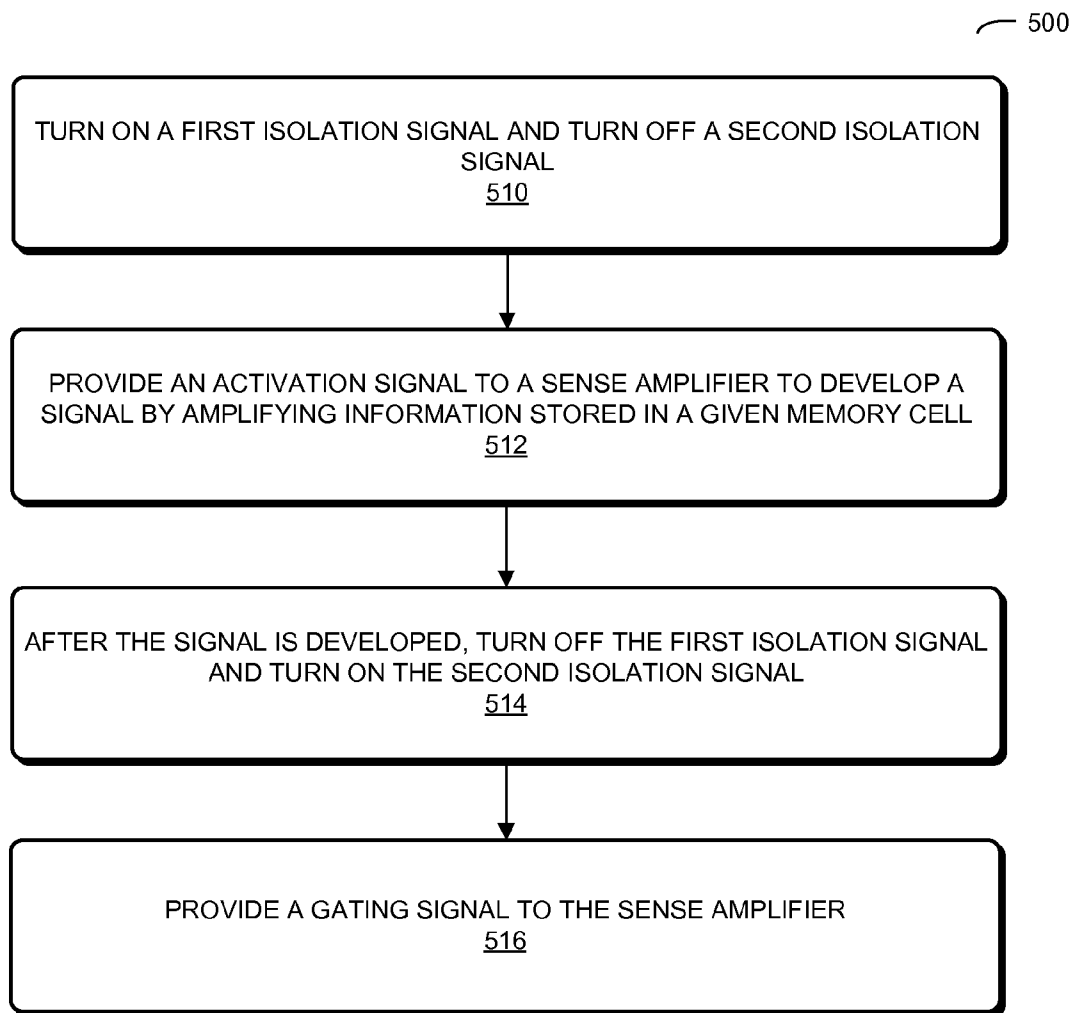 500
TURN ON A FIRST ISOLATION SIGNAL AND TURN OFF A SECOND ISOLATION
SIGNAL
510
PROVIDE AN ACTIVATION SIGNAL TO A SENSE AMPLIFIER TO DEVELOP A
SIGNAL BY AMPLIFYING INFORMATION STORED IN A GIVEN MEMORY CELL
512
AFTER THE SIGNAL IS DEVELOPED, TURN OFF THE FIRST ISOLATION SIGNAL
AND TURN ON THE SECOND ISOLATION SIGNAL
514
PROVIDE A GATING SIGNAL TO THE SENSE AMPLIFIER
516